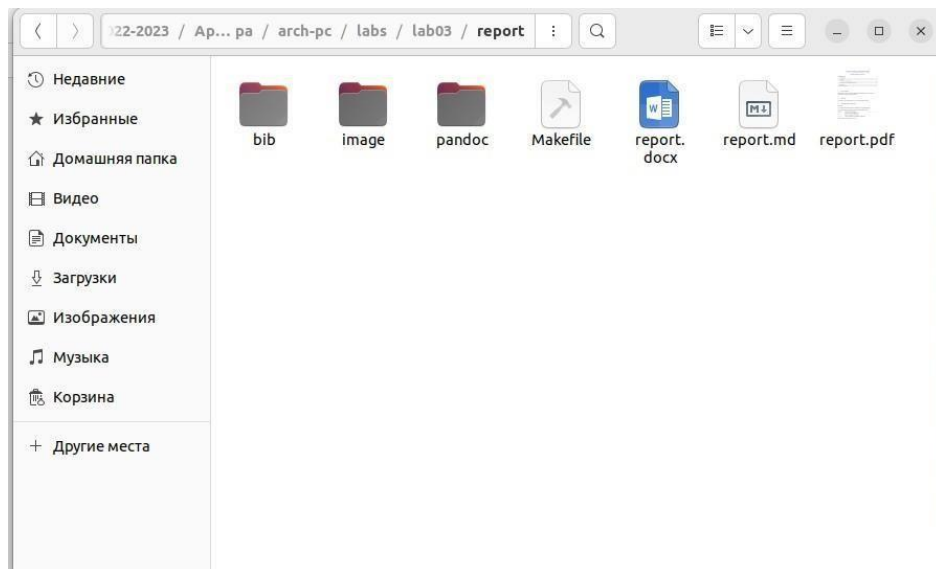 022-2023 / Ap... pa / arch-pc / labs / lab03 / report
Недавние
Избранные
Домашняя папка
Видео
Документы
Загрузки
Изображения
Музыка
Корзина
Другие места
bib
image
pandoc
Makefile
report.
docx
report.md
report.pdf
W
M